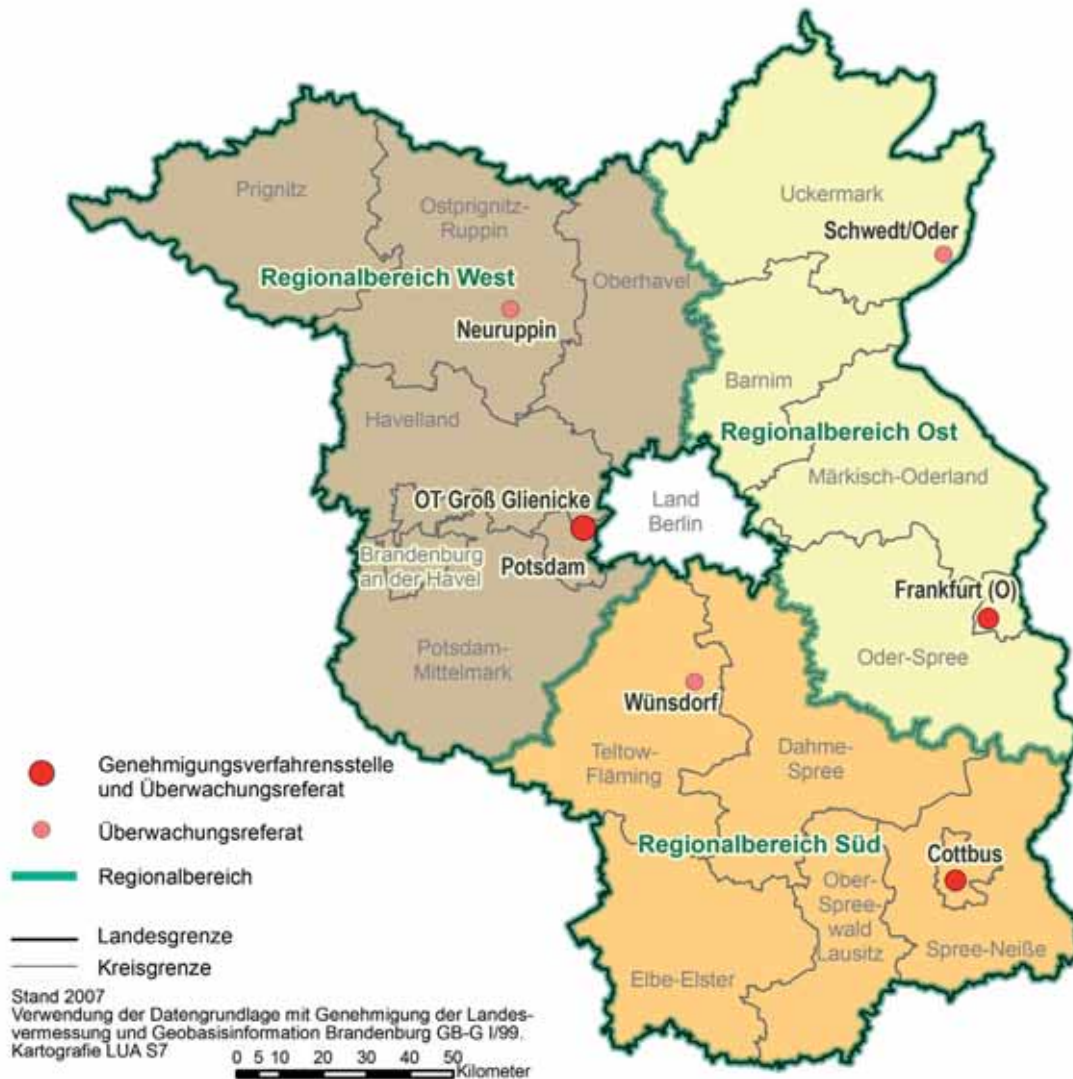 Prignitz
Ostprignitz-
Ruppin
Uckermark
Schwedt/Oder
Oberhavel
Regionalbereich West
Neuruppin
Barnim
Havelland
Regionalbereich Ost
Märkisch-Oderland
OT Groß Glienicke
Land
Berlin
Brandenburg
an der Havel
Potsdam
Frankfurt (O)
Potsdam-
Mittelmark
Oder-Spree
Wünsdorf
Teltow-
Fläming
Dahme-
Spree
Regionalbereich Süd
Cottbus
Ober-
Spree-
wald
Lausitz
Elbe-Elster
Spree-Neiße
Genehmigungsverfahrensstelle
und Überwachungsreferat
Überwachungsreferat
Regionalbereich
Landesgrenze
Kreisgrenze
Stand 2007
Verwendung der Datengrundlage mit Genehmigung der Landes-
vermessung und Geobasisinformation Brandenburg GB-G I/99.
Kartografie LUA S7
0 5 10 20 30 40 50 Kilometer